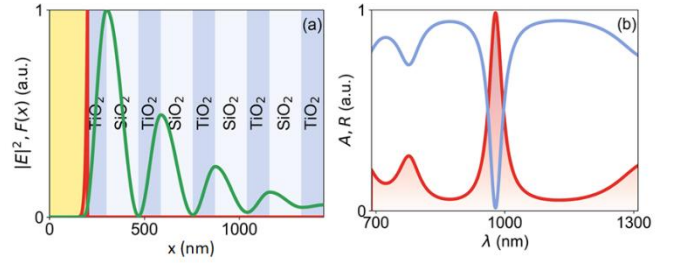 1
(a)
|E|², F(x) (a.u.)
TiO₂
SiO₂
TiO₂
SiO₂
TiO₂
SiO₂
TiO₂
SiO₂
TiO₂
0
0
500
1000
x (nm)
1
(b)
A, R (a.u.)
0
700
1000
1300
λ (nm)